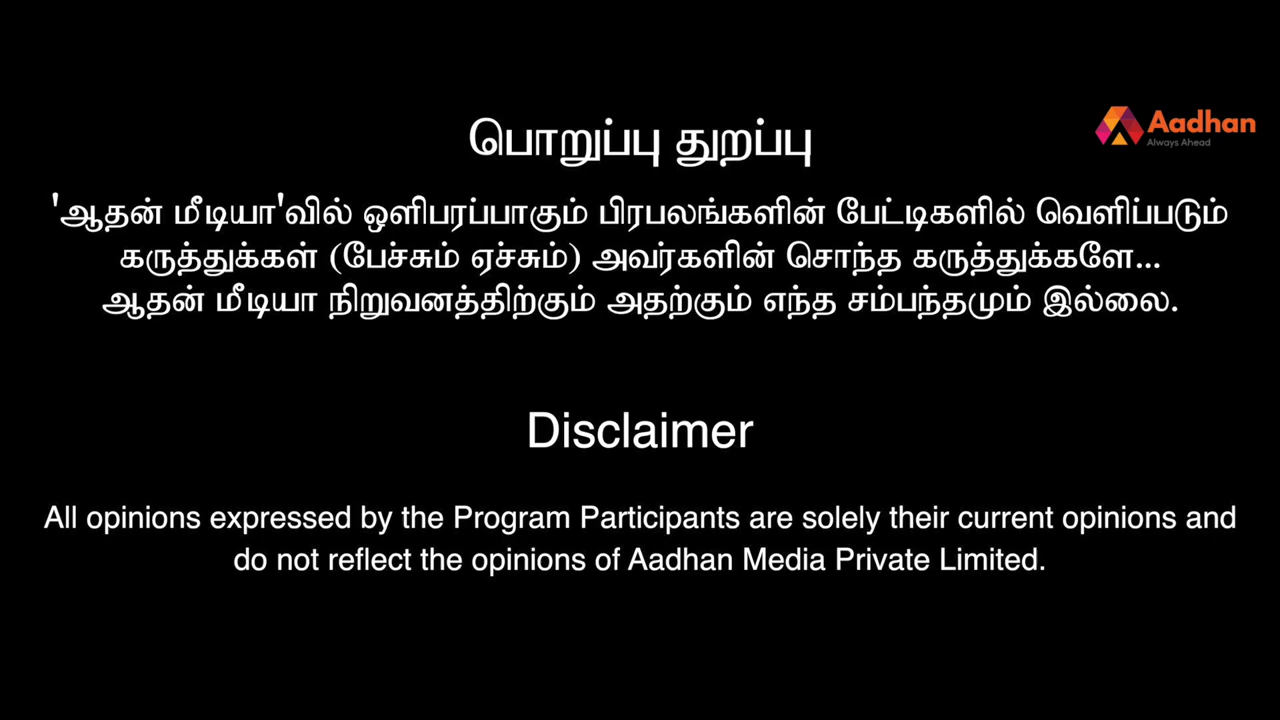 பொறுப்பு துறப்பு
Aadhan
Always Ahead
'ஆதன் மீடியா'வில் ஒளிபரப்பாகும் பிரபலங்களின் பேட்டிகளில் வெளிப்படும்
கருத்துக்கள் (பேச்சும் ஏச்சும்) அவர்களின் சொந்த கருத்துக்களே...
ஆதன் மீடியா நிறுவனத்திற்கும் அதற்கும் எந்த சம்பந்தமும் இல்லை.
Disclaimer
All opinions expressed by the Program Participants are solely their current opinions and
do not reflect the opinions of Aadhan Media Private Limited.